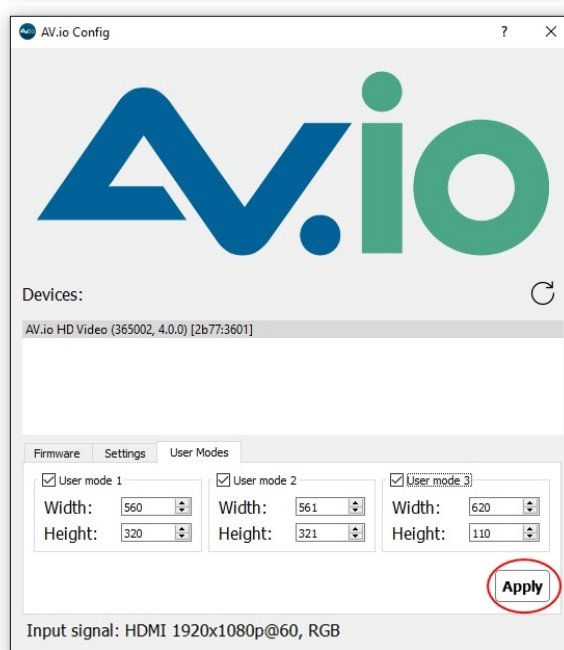 AV.io Config
AV.io
Devices:
AV.io HD Video (365002, 4.0.0) [2b77:3601]
Firmware Settings User Modes
User mode 1 User mode 2 User mode 3
Width: 560 Width: 561 Width: 620
Height: 320 Height: 321 Height: 110
Apply
Input signal: HDMI 1920x1080p@60, RGB